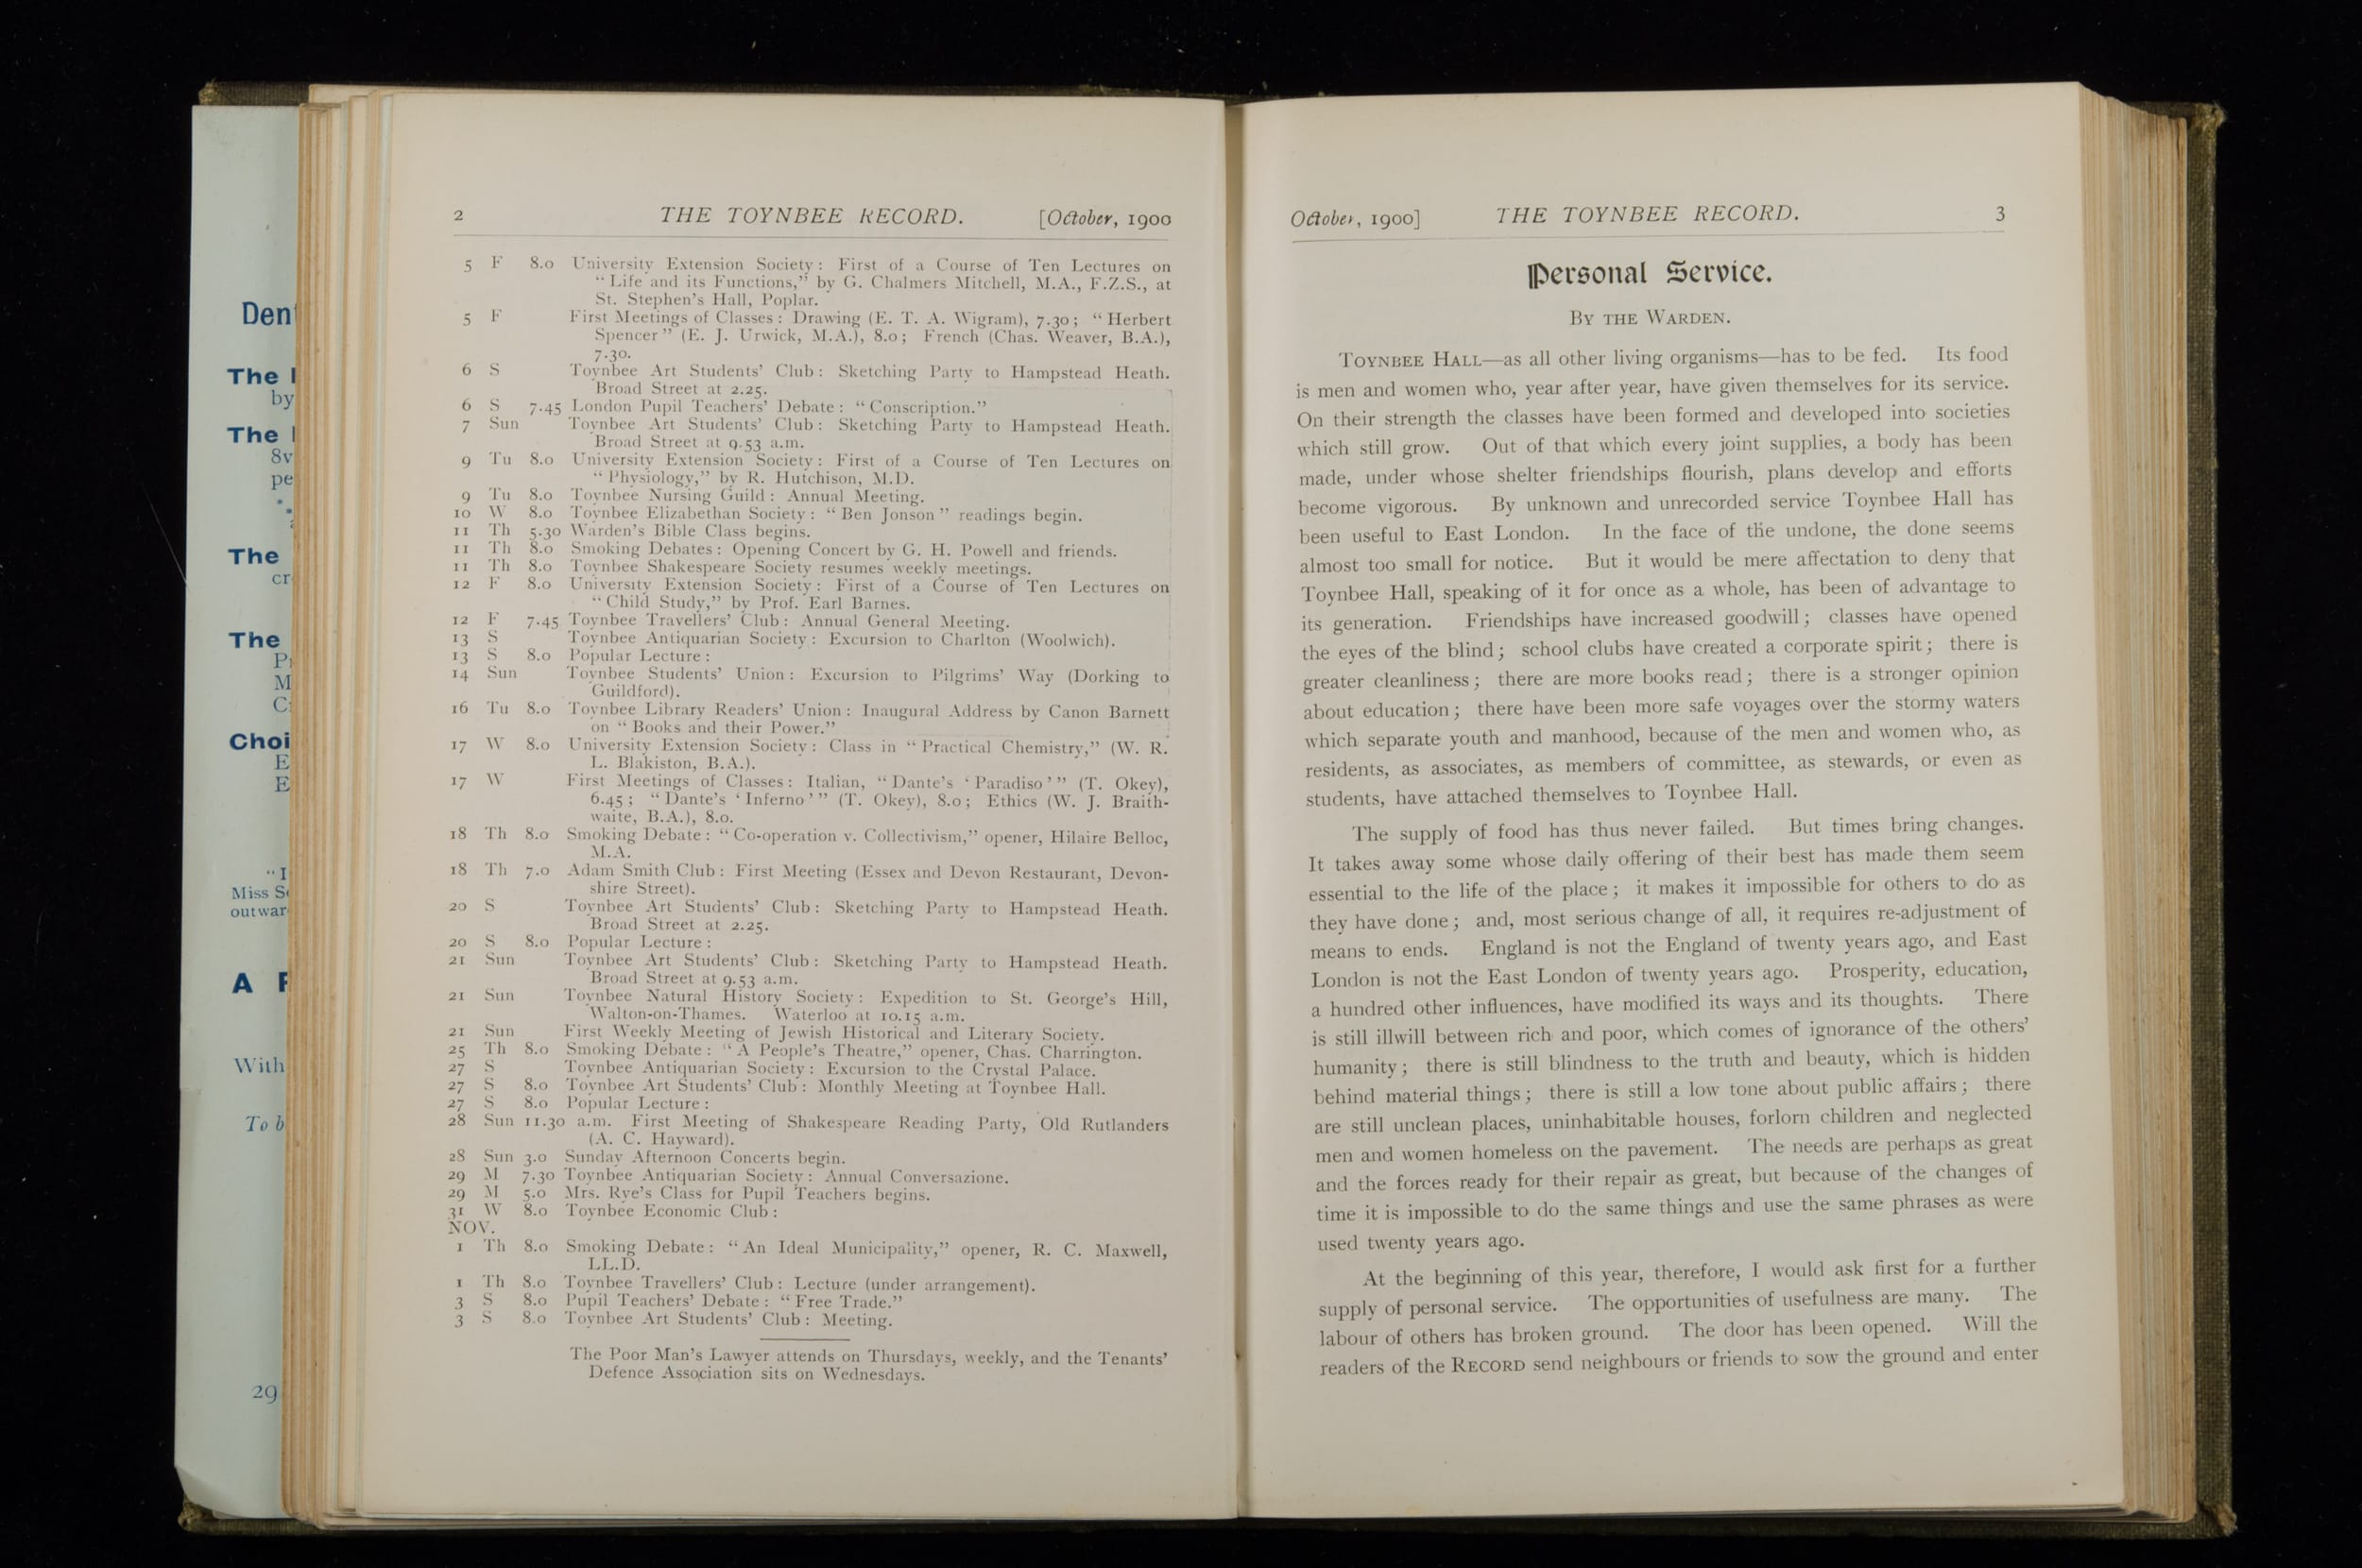 Den
The
by
The
8v
pe
The
cr
The
P
M
C
Choi
E
E
"I
Miss S
outwar
A
With
To b
29
2 THE TOYNBEE RECORD. [October, 1900
5 F 8.0 University Extension Society: First of a Course of Ten Lectures on
"Life and its Functions," by G. Chalmers Mitchell, M.A., F.Z.S., at
St. Stephen's Hall, Poplar.
5 F First Meetings of Classes: Drawing (E. T. A. Wigram), 7.30; "Herbert
Spencer" (E. J. Urwick, M.A.), 8.0; French (Chas. Weaver, B.A.),
7.30.
6 S Toynbee Art Students' Club: Sketching Party to Hampstead Heath.
Broad Street at 2.25.
6 S 7.45 London Pupil Teachers' Debate: "Conscription."
7 Sun Toynbee Art Students' Club: Sketching Party to Hampstead Heath.
Broad Street at 9.53 a.m.
9 Tu 8.0 University Extension Society: First of a Course of Ten Lectures on
"Physiology," by R. Hutchison, M.D.
9 Tu 8.0 Toynbee Nursing Guild: Annual Meeting.
10 W 8.0 Toynbee Elizabethan Society: "Ben Jonson" readings begin.
11 Th 5.30 Warden's Bible Class begins.
11 Th 8.0 Smoking Debates: Opening Concert by G. H. Powell and friends.
11 Th 8.0 Toynbee Shakespeare Society resumes weekly meetings.
12 F 8.0 University Extension Society: First of a Course of Ten Lectures on
"Child Study," by Prof. Earl Barnes.
12 F 7.45 Toynbee Travellers' Club: Annual General Meeting.
13 S Toynbee Antiquarian Society: Excursion to Charlton (Woolwich).
13 S 8.0 Popular Lecture:
14 Sun Toynbee Students' Union: Excursion to Pilgrims' Way (Dorking to
Guildford).
16 Tu 8.0 Toynbee Library Readers' Union: Inaugural Address by Canon Barnett
on "Books and their Power."
17 W 8.0 University Extension Society: Class in "Practical Chemistry," (W. R.
L. Blakiston, B.A.).
17 W First Meetings of Classes: Italian, "Dante's 'Paradiso'" (T. Okey),
6.45; "Dante's 'Inferno'" (T. Okey), 8.0; Ethics (W. J. Braith-
waite, B.A.), 8.0.
18 Th 8.0 Smoking Debate: "Co-operation v. Collectivism," opener, Hilaire Belloc,
M.A.
18 Th 7.0 Adam Smith Club: First Meeting (Essex and Devon Restaurant, Devon-
shire Street).
20 S Toynbee Art Students' Club: Sketching Party to Hampstead Heath.
Broad Street at 2.25.
20 S 8.0 Popular Lecture:
21 Sun Toynbee Art Students' Club: Sketching Party to Hampstead Heath.
Broad Street at 9.53 a.m.
21 Sun Toynbee Natural History Society: Expedition to St. George's Hill,
Walton-on-Thames. Waterloo at 10.15 a.m.
21 Sun First Weekly Meeting of Jewish Historical and Literary Society.
25 Th 8.0 Smoking Debate: "A People's Theatre," opener, Chas. Charrington.
27 S Toynbee Antiquarian Society: Excursion to the Crystal Palace.
27 S 8.0 Toynbee Art Students' Club: Monthly Meeting at Toynbee Hall.
27 S 8.0 Popular Lecture:
28 Sun 11.30 a.m. First Meeting of Shakespeare Reading Party, Old Rutlanders
(A. C. Hayward).
28 Sun 3.0 Sunday Afternoon Concerts begin.
29 M 7.30 Toynbee Antiquarian Society: Annual Conversazione.
29 M 5.0 Mrs. Rye's Class for Pupil Teachers begins.
31 W 8.0 Toynbee Economic Club:
NOV.
1 Th 8.0 Smoking Debate: "An Ideal Municipality," opener, R. C. Maxwell,
LL.D.
1 Th 8.0 Toynbee Travellers' Club: Lecture (under arrangement).
3 S 8.0 Pupil Teachers' Debate: "Free Trade."
3 S 8.0 Toynbee Art Students' Club: Meeting.
The Poor Man's Lawyer attends on Thursdays, weekly, and the Tenants'
Defence Association sits on Wednesdays.
October, 1900] THE TOYNBEE RECORD. 3
Personal Service.
BY THE WARDEN.
TOYNBEE HALL—as all other living organisms—has to be fed. Its food
is men and women who, year after year, have given themselves for its service.
On their strength the classes have been formed and developed into societies
which still grow. Out of that which every joint supplies, a body has been
made, under whose shelter friendships flourish, plans develop and efforts
become vigorous. By unknown and unrecorded service Toynbee Hall has
been useful to East London. In the face of the undone, the done seems
almost too small for notice. But it would be mere affectation to deny that
Toynbee Hall, speaking of it for once as a whole, has been of advantage to
its generation. Friendships have increased goodwill; classes have opened
the eyes of the blind; school clubs have created a corporate spirit; there is
greater cleanliness; there are more books read; there is a stronger opinion
about education; there have been more safe voyages over the stormy waters
which separate youth and manhood, because of the men and women who, as
residents, as associates, as members of committee, as stewards, or even as
students, have attached themselves to Toynbee Hall.
The supply of food has thus never failed. But times bring changes.
It takes away some whose daily offering of their best has made them seem
essential to the life of the place; it makes it impossible for others to do as
they have done; and, most serious change of all, it requires re-adjustment of
means to ends. England is not the England of twenty years ago, and East
London is not the East London of twenty years ago. Prosperity, education,
a hundred other influences, have modified its ways and its thoughts. There
is still illwill between rich and poor, which comes of ignorance of the others'
humanity; there is still blindness to the truth and beauty, which is hidden
behind material things; there is still a low tone about public affairs; there
are still unclean places, uninhabitable houses, forlorn children and neglected
men and women homeless on the pavement. The needs are perhaps as great
and the forces ready for their repair as great, but because of the changes of
time it is impossible to do the same things and use the same phrases as were
used twenty years ago.
At the beginning of this year, therefore, I would ask first for a further
supply of personal service. The opportunities of usefulness are many. The
labour of others has broken ground. The door has been opened. Will the
readers of the RECORD send neighbours or friends to sow the ground and enter